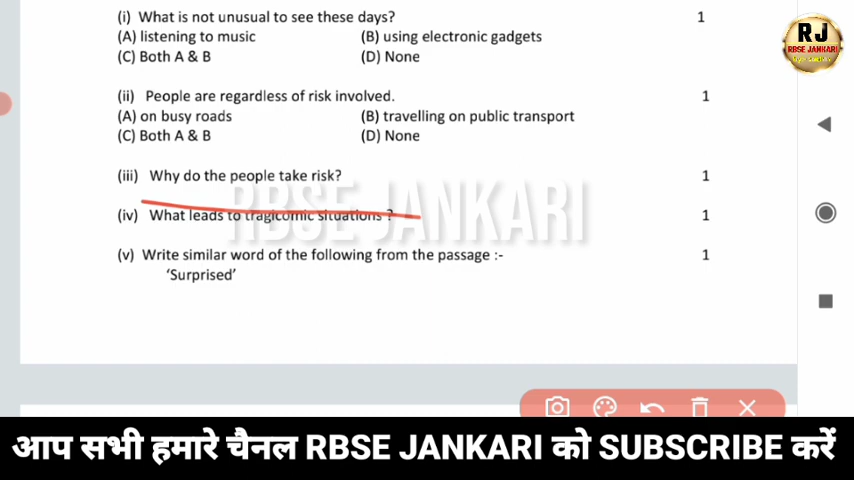 (i) What is not unusual to see these days? 1
(A) listening to music (B) using electronic gadgets
(C) Both A & B (D) None
(ii) People are regardless of risk involved. 1
(A) on busy roads (B) travelling on public transport
(C) Both A & B (D) None
(iii) Why do the people take risk? 1
(iv) What leads to tragicomic situations ? 1
(v) Write similar word of the following from the passage :- 1
'Surprised'
RBSE JANKARI
RJ
RBSE JANKARI
आप सभी हमारे चैनल RBSE JANKARI को SUBSCRIBE करें